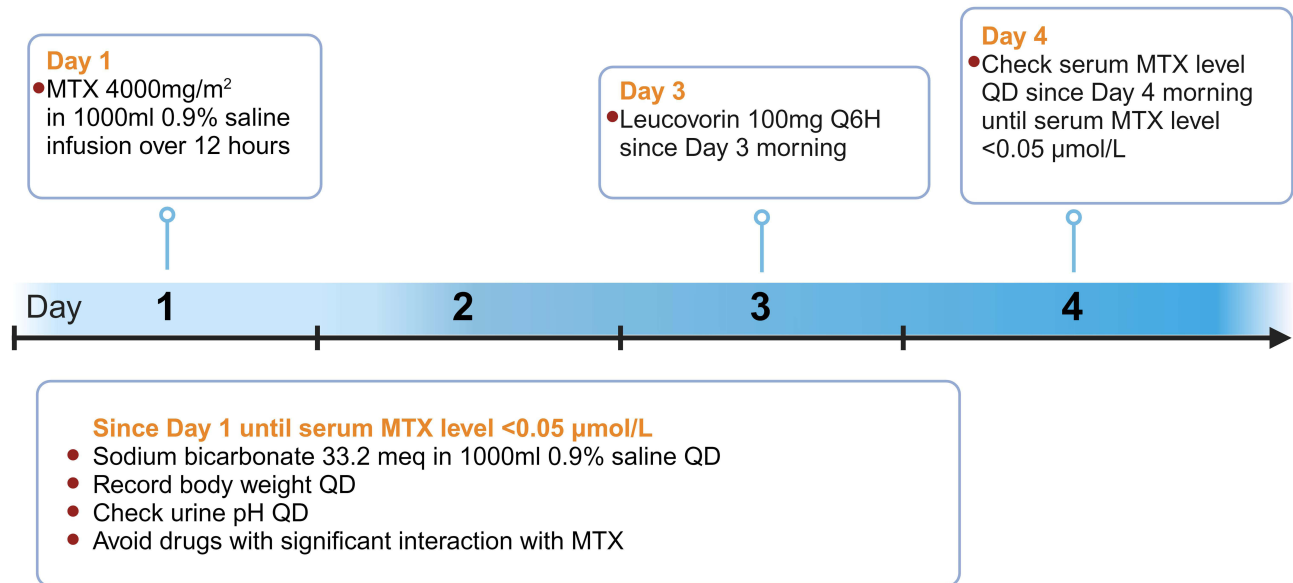 Day 1
MTX 4000mg/m²
in 1000ml 0.9% saline
infusion over 12 hours
Day 3
Leucovorin 100mg Q6H
since Day 3 morning
Day 4
Check serum MTX level
QD since Day 4 morning
until serum MTX level
<0.05 μmol/L
Day 1 2 3 4
Since Day 1 until serum MTX level <0.05 μmol/L
Sodium bicarbonate 33.2 meq in 1000ml 0.9% saline QD
Record body weight QD
Check urine pH QD
Avoid drugs with significant interaction with MTX